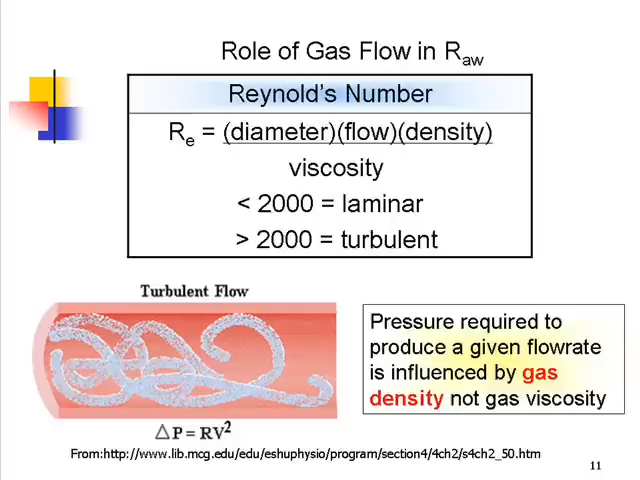 Role of Gas Flow in Raw
Reynold's Number
Re = (diameter)(flow)(density)
viscosity
< 2000 = laminar
> 2000 = turbulent
Turbulent Flow
△P = RV²
Pressure required to
produce a given flowrate
is influenced by gas
density not gas viscosity
From:http://www.lib.mcg.edu/edu/eshuphysio/program/section4/4ch2/s4ch2_50.htm
11